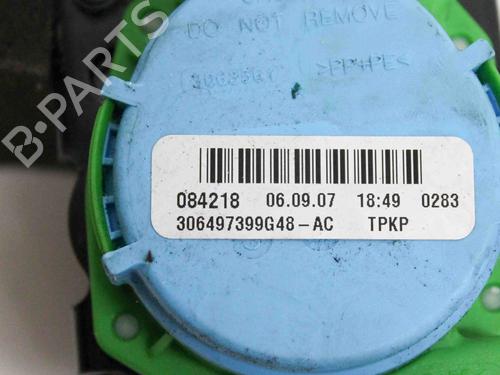 DO NOT REMOVE
>PP+PE<
B-PARTS
084218 06.09.07 18:49 0283
306497399G48-AC TPKP